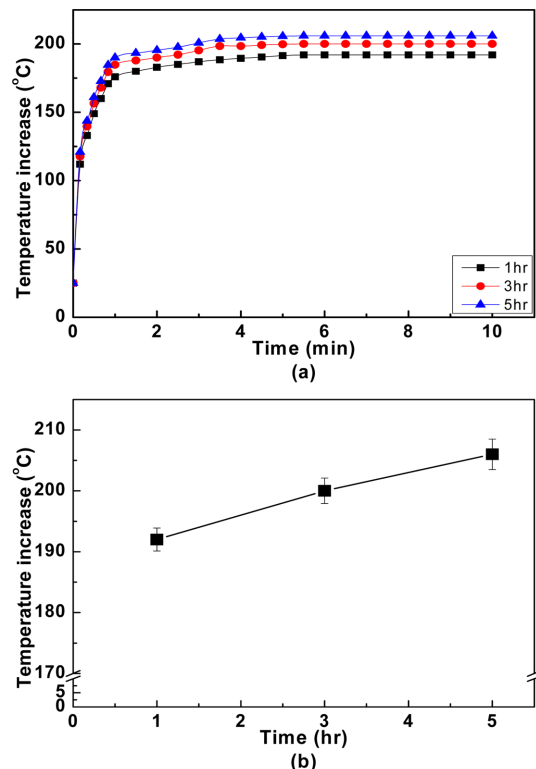 Temperature increase (°C)
200
150
100
50
0
1hr
3hr
5hr
0 2 4 6 8 10
Time (min)
(a)
Temperature increase (°C)
210
200
190
180
170
5
0
0 1 2 3 4 5
Time (hr)
(b)